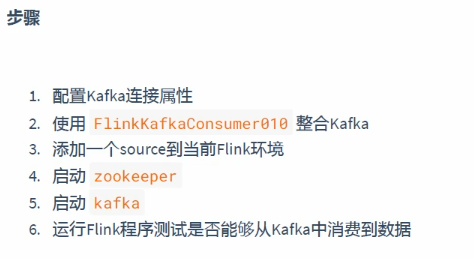 步骤
1. 配置Kafka连接属性
2. 使用 FlinkKafkaConsumer010 整合Kafka
3. 添加一个source到当前Flink环境
4. 启动 zookeeper
5. 启动 kafka
6. 运行Flink程序测试是否能够从Kafka中消费到数据